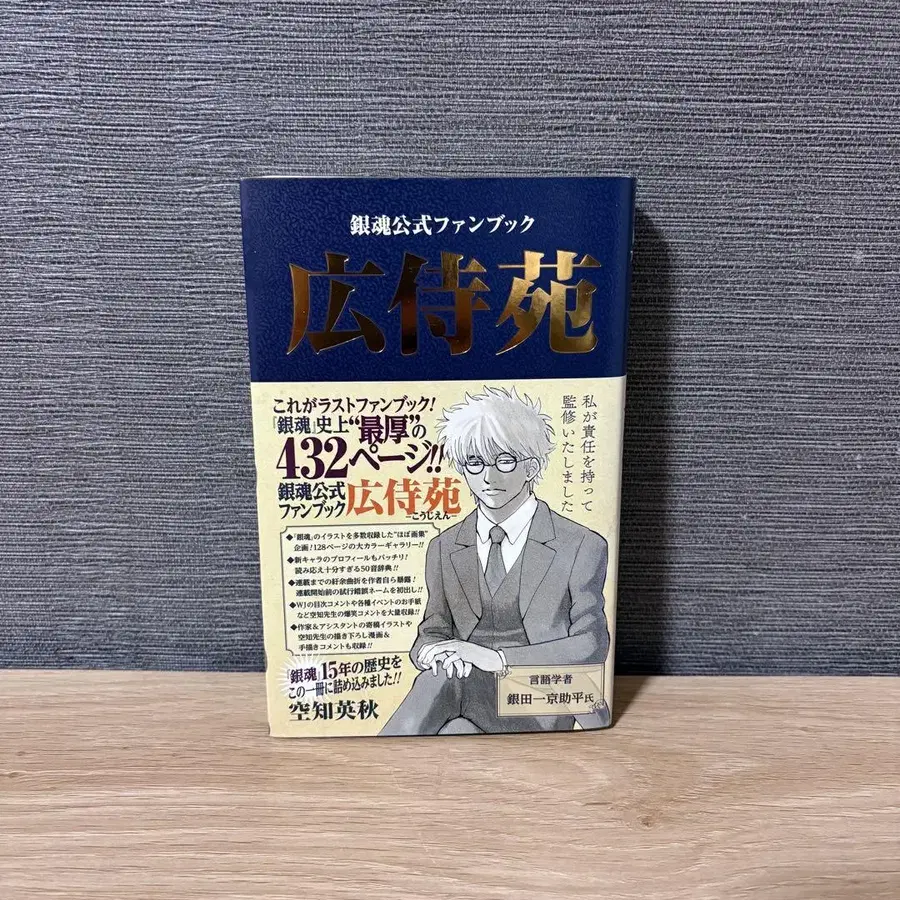 銀魂公式ファンブック
広侍苑
これがラストファンブック!
『銀魂』史上"最厚"の
432ページ!!
銀魂公式
ファンブック
広侍苑
-こうじえん-
◆『銀魂』のイラストを多数収録した"ほぼ画集"
企画!128ページの大カラーギャラリー!!
◆新キャラのプロフィールもバッチリ!
読み応え十分すぎる50音辞典!!
◆連載までの紆余曲折を作者自ら暴露!
連載開始前の試行錯誤ネームを初出し!!
◆WJの目次コメントや各種イベントのお手紙
など空知先生の爆笑コメントを大量収録!!
◆作家&アシスタントの寄稿イラストや
空知先生の描き下ろし漫画&
手描きコメントも収録!!
『銀魂』15年の歴史を
この一冊に詰め込みました!!
空知英秋
私が責任を持って
監修いたしました
言語学者
銀田一京助平氏